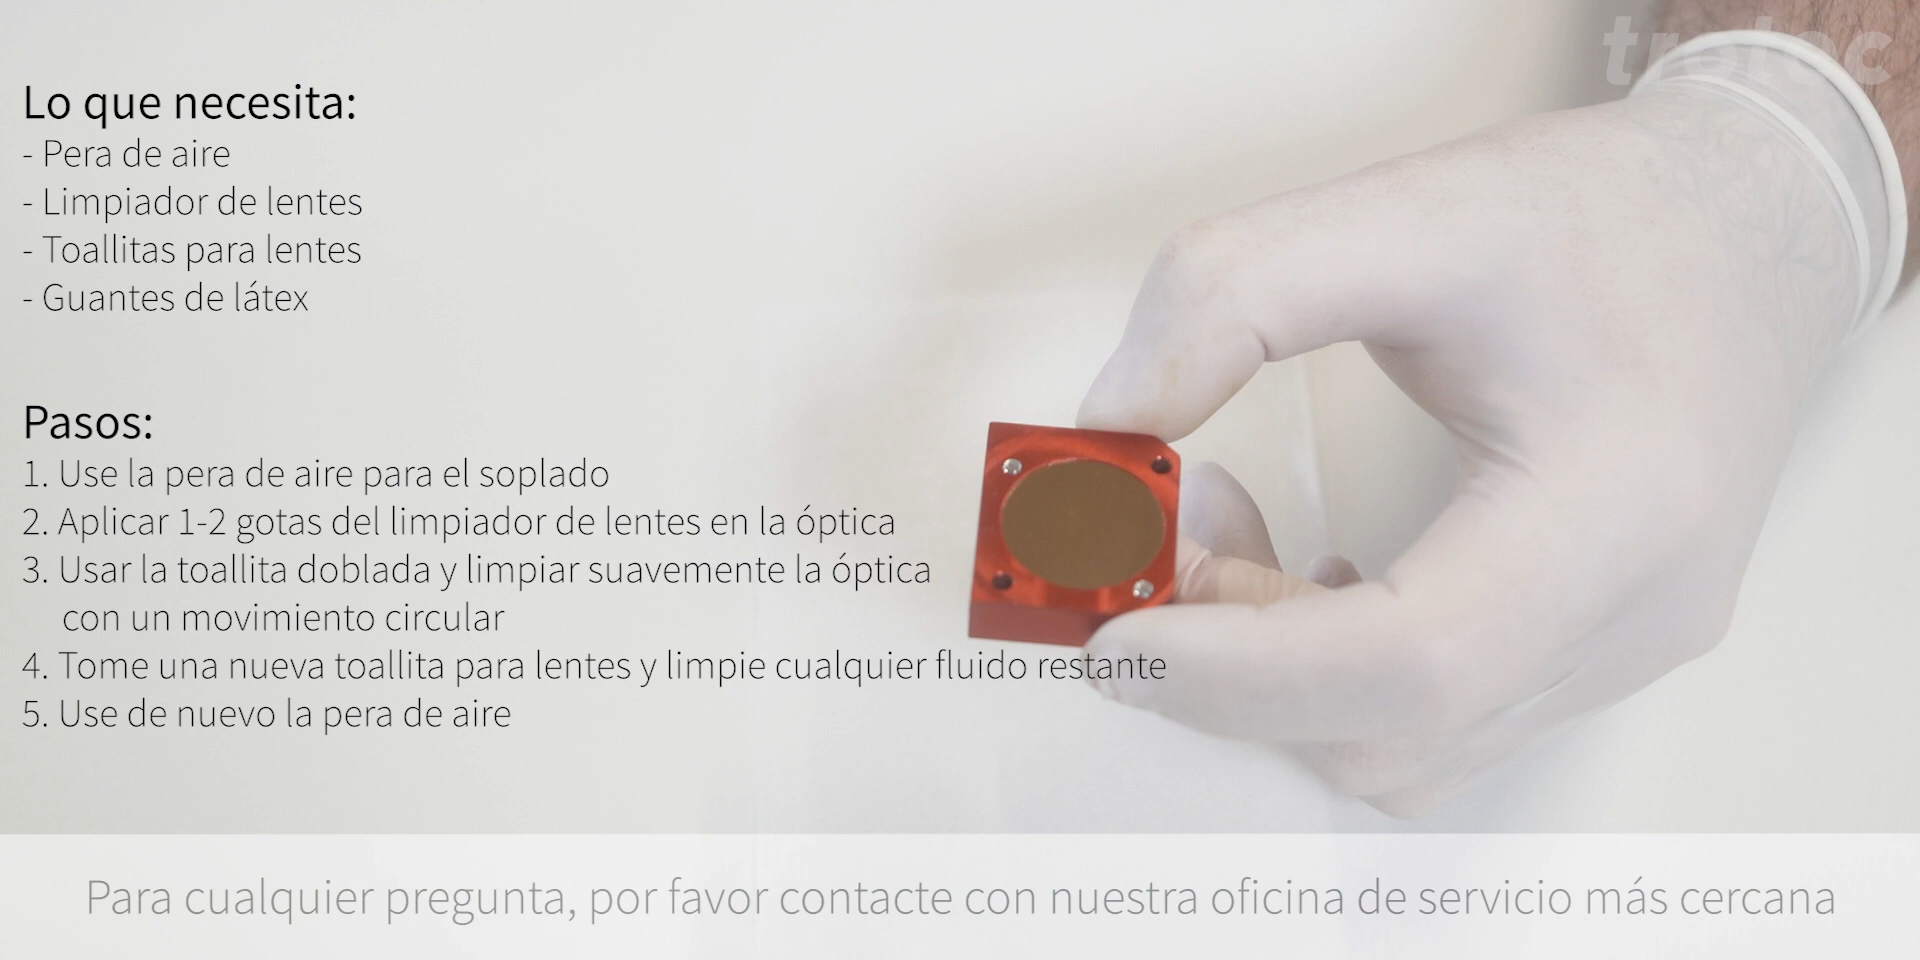 trotec
Lo que necesita:
- Pera de aire
- Limpiador de lentes
- Toallitas para lentes
- Guantes de látex
Pasos:
1. Use la pera de aire para el soplado
2. Aplicar 1-2 gotas del limpiador de lentes en la óptica
3. Usar la toallita doblada y limpiar suavemente la óptica
con un movimiento circular
4. Tome una nueva toallita para lentes y limpie cualquier fluido restante
5. Use de nuevo la pera de aire
Para cualquier pregunta, por favor contacte con nuestra oficina de servicio más cercana